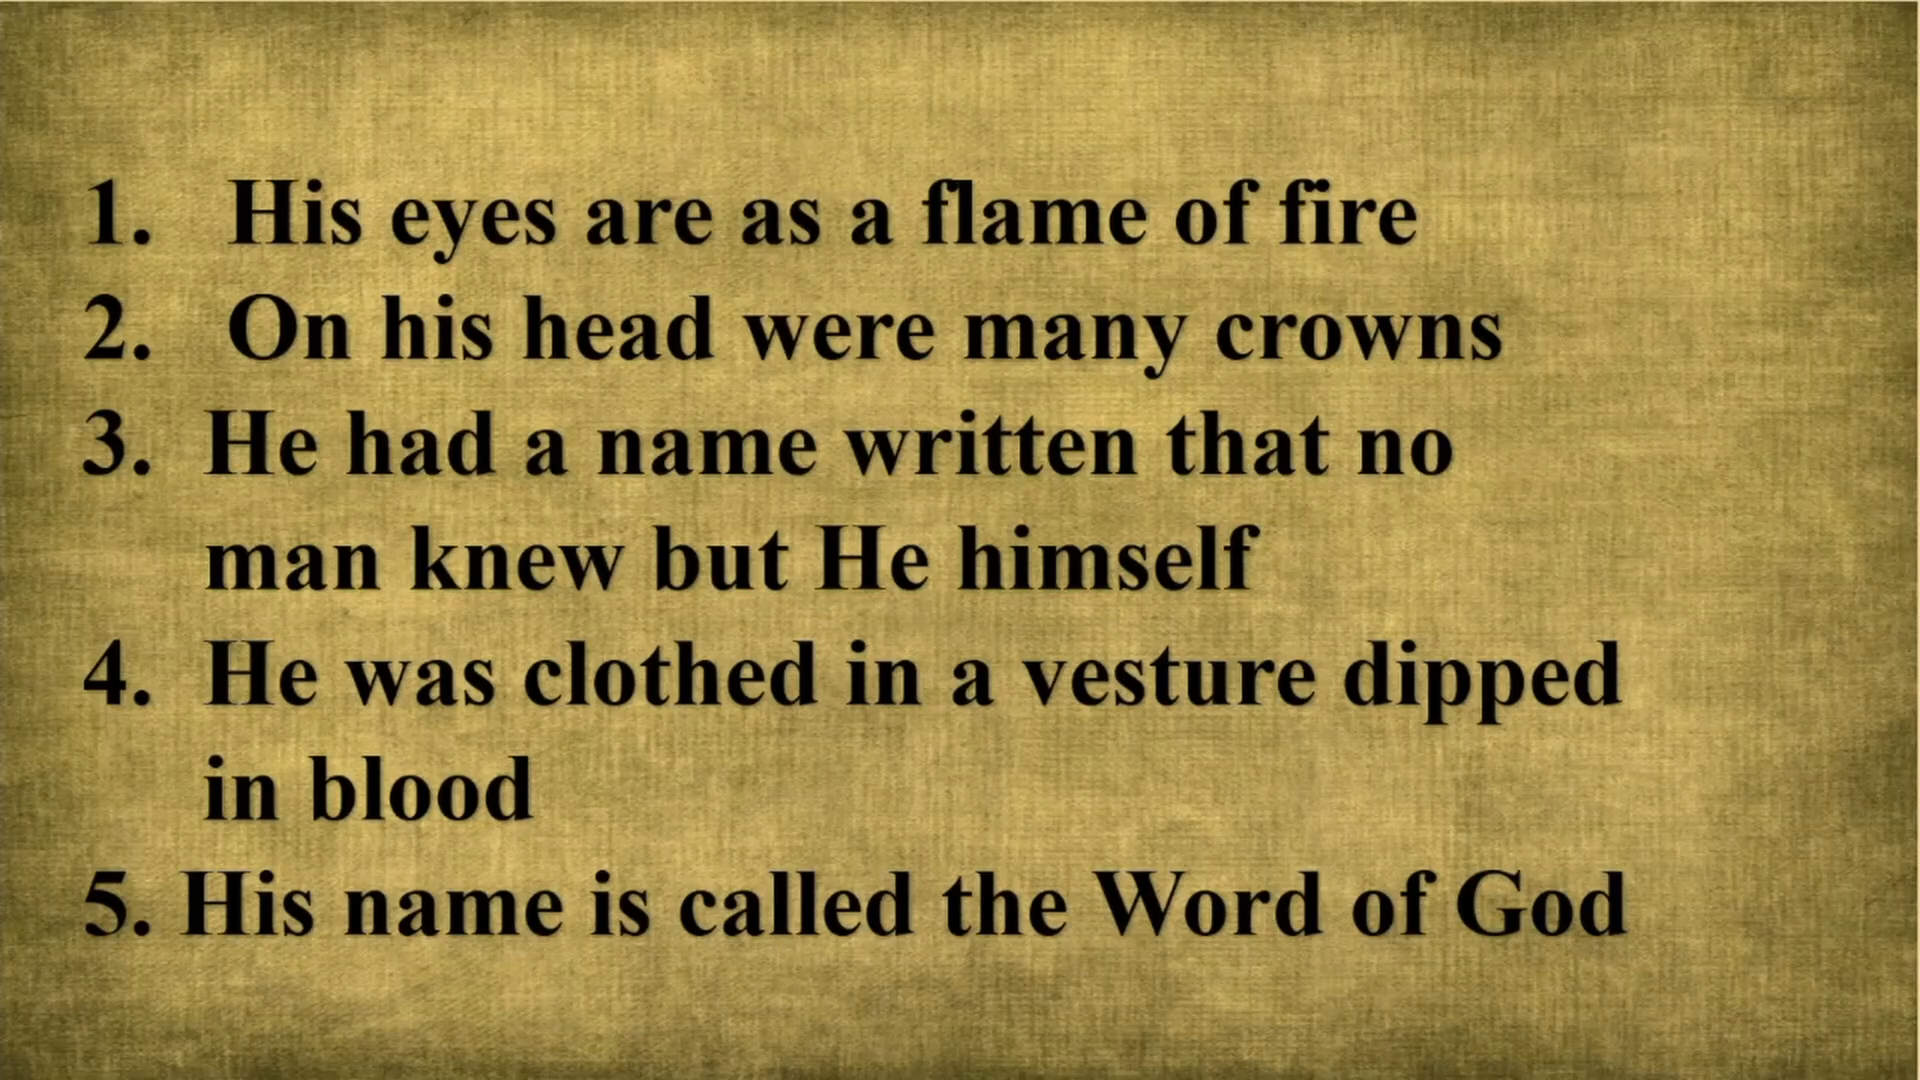 1. His eyes are as a flame of fire
2. On his head were many crowns
3. He had a name written that no
man knew but He himself
4. He was clothed in a vesture dipped
in blood
5. His name is called the Word of God